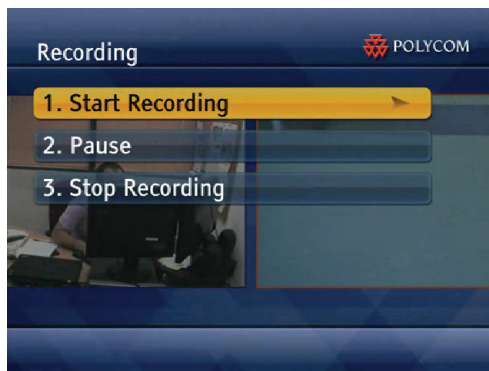 Recording
POLYCOM
1. Start Recording
2. Pause
3. Stop Recording